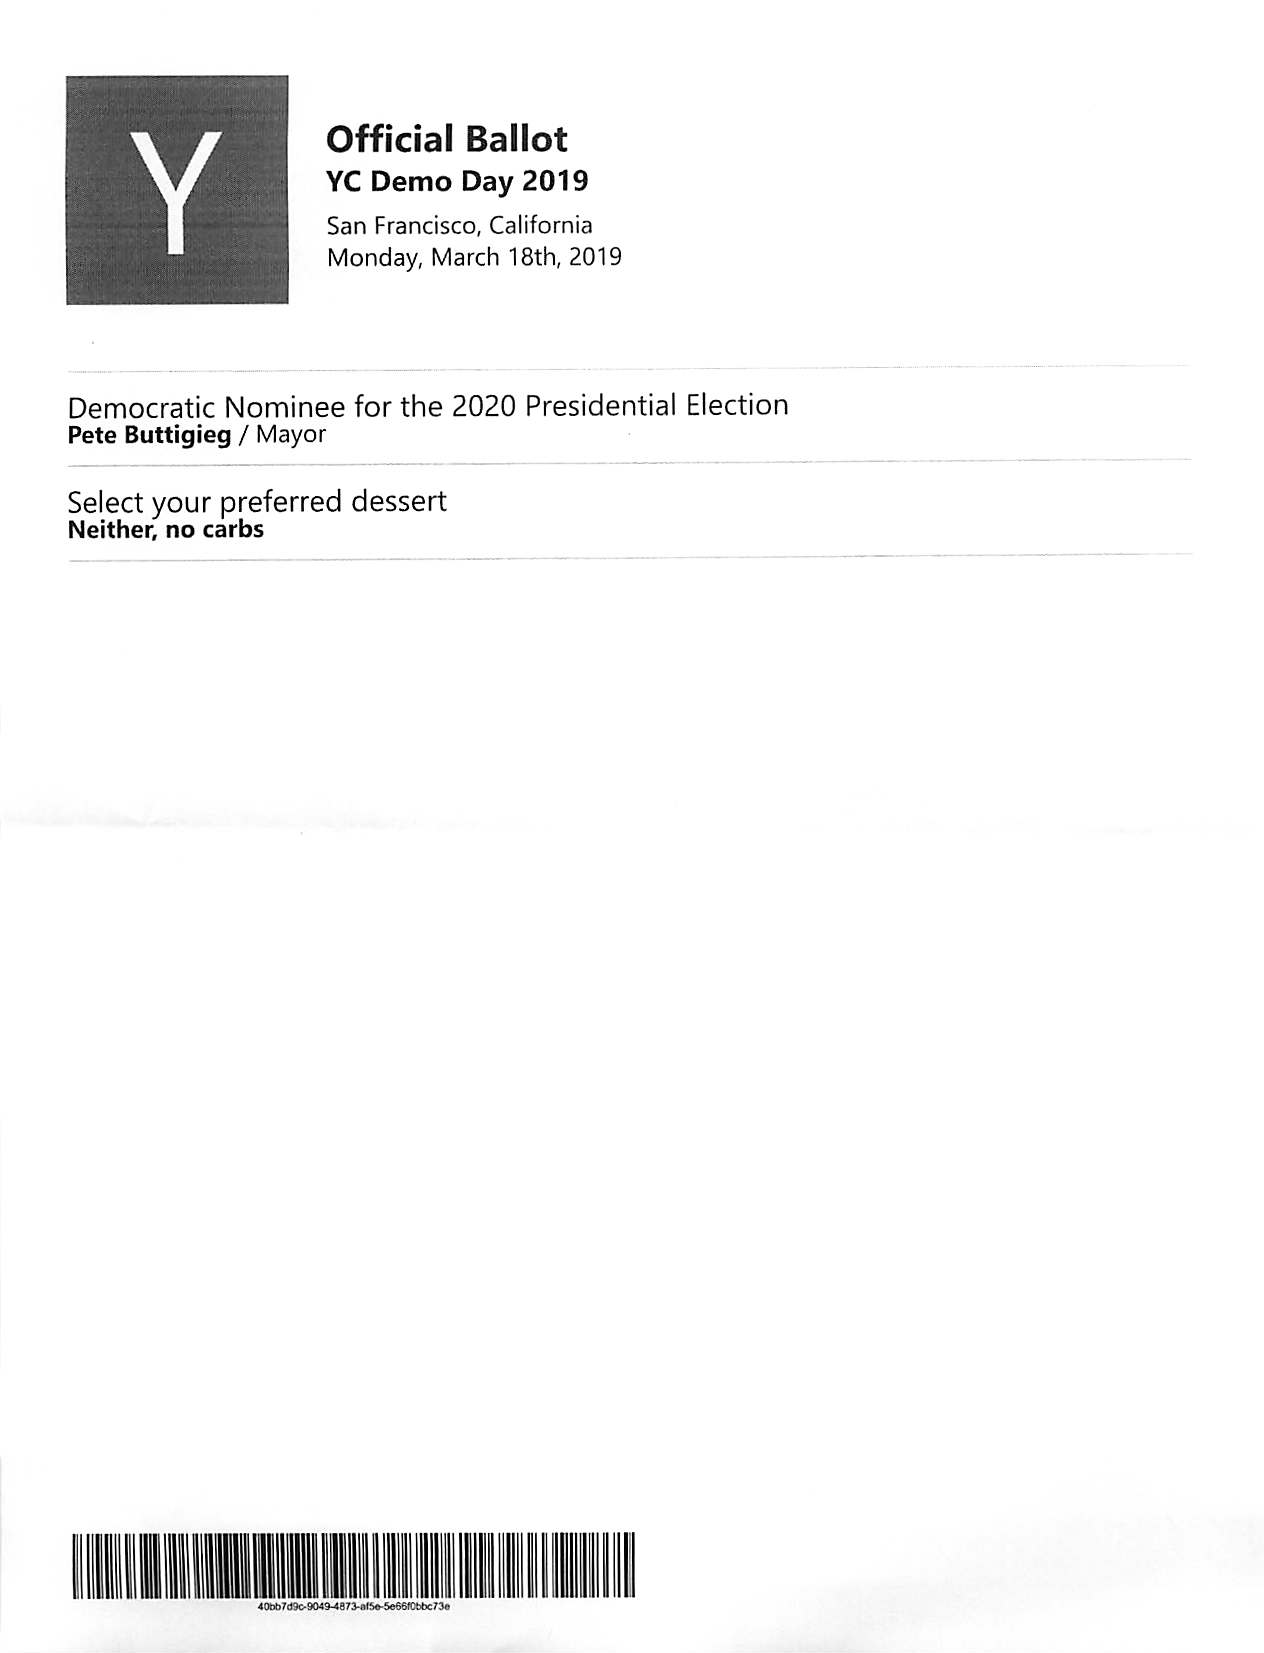 Y
Official Ballot
YC Demo Day 2019
San Francisco, California
Monday, March 18th, 2019
Democratic Nominee for the 2020 Presidential Election
Pete Buttigieg / Mayor
Select your preferred dessert
Neither, no carbs
40bb7d9c-9049-4873-af5e-5e66f0bbc73e